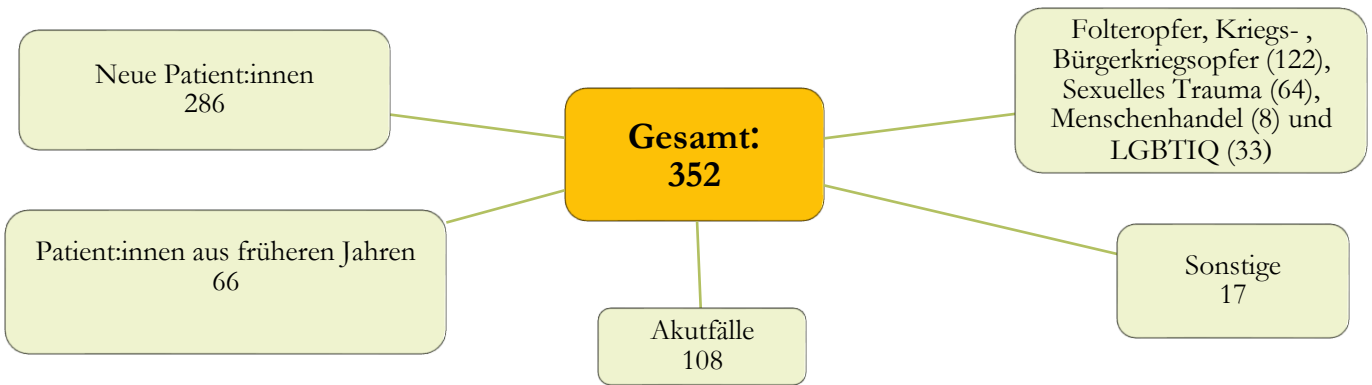 Neue Patient:innen
286
Patient:innen aus früheren Jahren
66
Gesamt:
352
Akutfälle
108
Folteropfer, Kriegs- ,
Bürgerkriegsopfer (122),
Sexuelles Trauma (64),
Menschenhandel (8) und
LGBTIQ (33)
Sonstige
17